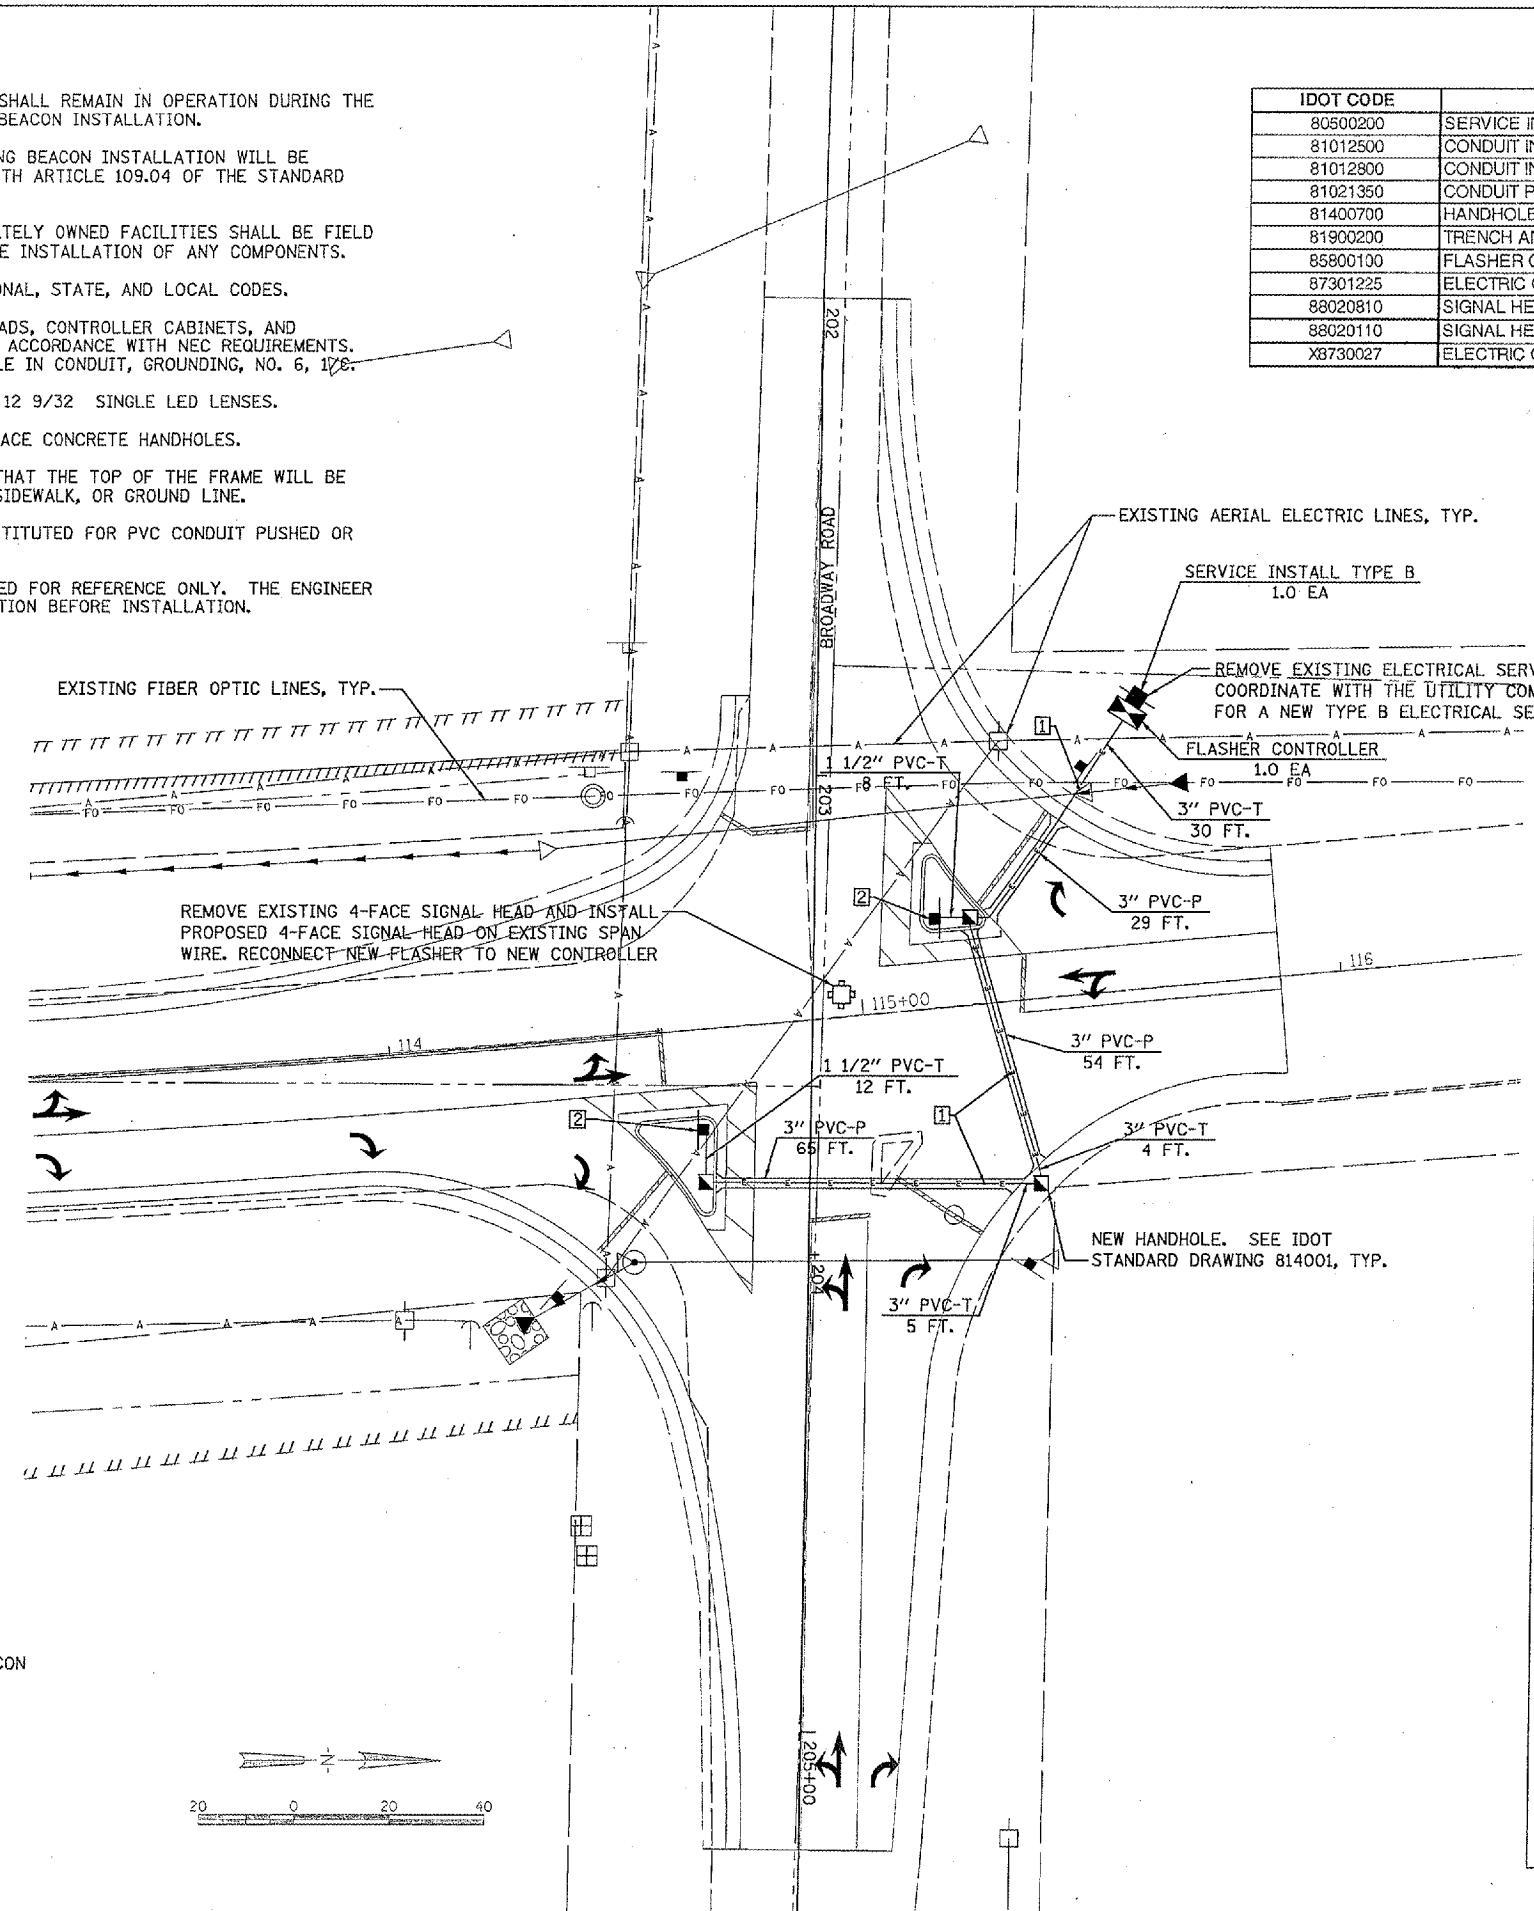 SHALL REMAIN IN OPERATION DURING THE
BEACON INSTALLATION.
NG BEACON INSTALLATION WILL BE
TH ARTICLE 109.04 OF THE STANDARD
TELY OWNED FACILITIES SHALL BE FIELD
E INSTALLATION OF ANY COMPONENTS.
ONAL, STATE, AND LOCAL CODES.
ADS, CONTROLLER CABINETS, AND
ACCORDANCE WITH NEC REQUIREMENTS.
LE IN CONDUIT, GROUNDING, NO. 6, 1/C.
12 9/32 SINGLE LED LENSES.
ACE CONCRETE HANDHOLES.
THAT THE TOP OF THE FRAME WILL BE
SIDEWALK, OR GROUND LINE.
TITUTED FOR PVC CONDUIT PUSHED OR
ED FOR REFERENCE ONLY. THE ENGINEER
TION BEFORE INSTALLATION.
IDOT CODE
80500200 SERVICE I
81012500 CONDUIT I
81012800 CONDUIT I
81021350 CONDUIT P
81400700 HANDHOLE
81900200 TRENCH A
85800100 FLASHER
87301225 ELECTRIC
88020810 SIGNAL HE
88020110 SIGNAL HE
X8730027 ELECTRIC
202
BROADWAY ROAD
EXISTING AERIAL ELECTRIC LINES, TYP.
SERVICE INSTALL TYPE B
1.0 EA
REMOVE EXISTING ELECTRICAL SERV
COORDINATE WITH THE UTILITY COM
FOR A NEW TYPE B ELECTRICAL SE
EXISTING FIBER OPTIC LINES, TYP.
1
FLASHER CONTROLLER
1.0 EA
1 1/2" PVC-T
8 FT.
203
3" PVC-T
30 FT.
2
3" PVC-P
29 FT.
REMOVE EXISTING 4-FACE SIGNAL HEAD AND INSTALL
PROPOSED 4-FACE SIGNAL HEAD ON EXISTING SPAN
WIRE. RECONNECT NEW FLASHER TO NEW CONTROLLER
116
115+00
114
3" PVC-P
54 FT.
1 1/2" PVC-T
12 FT.
2
1
3" PVC-P
65 FT.
3" PVC-T
4 FT.
NEW HANDHOLE. SEE IDOT
STANDARD DRAWING 814001, TYP.
204
3" PVC-T
5 FT.
CON
N
205+00
20 0 20 40